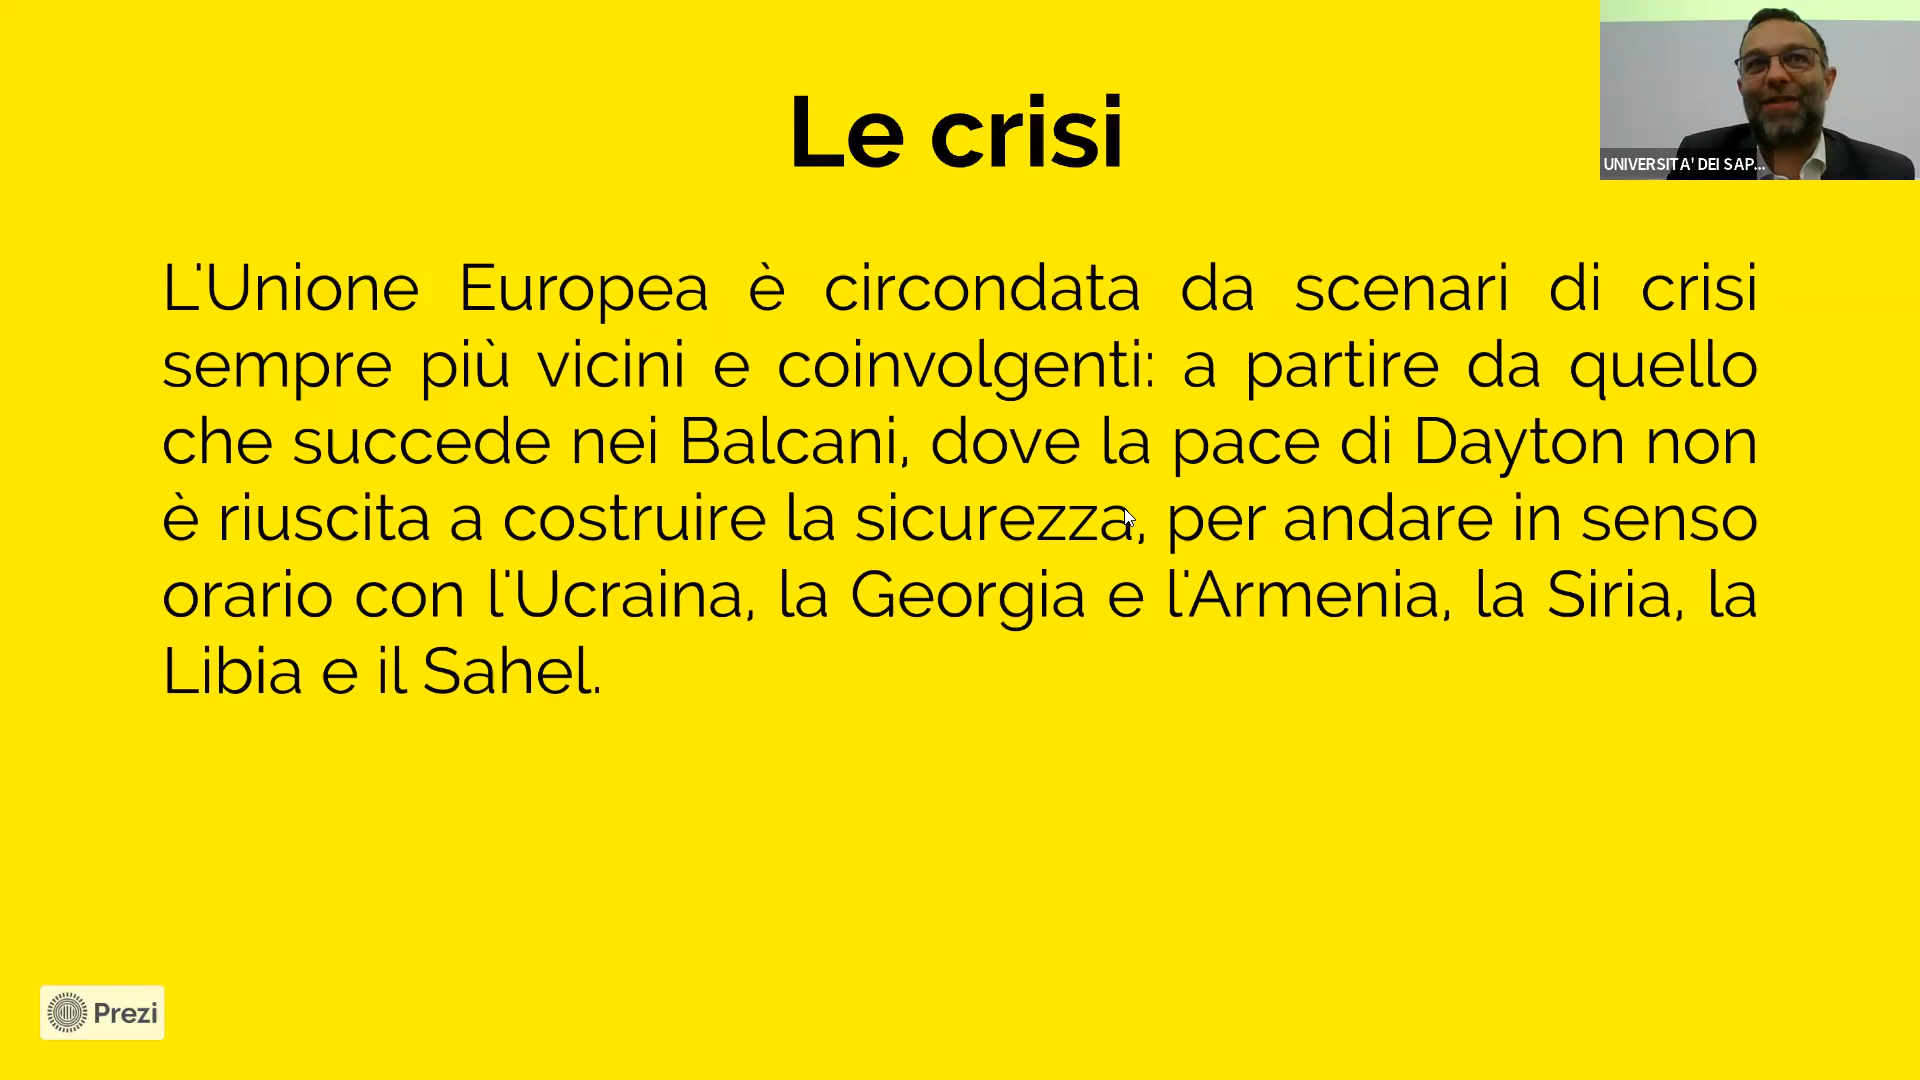 Le crisi
UNIVERSITA' DEI SAP...
L'Unione Europea è circondata da scenari di crisi
sempre più vicini e coinvolgenti: a partire da quello
che succede nei Balcani, dove la pace di Dayton non
è riuscita a costruire la sicurezza, per andare in senso
orario con l'Ucraina, la Georgia e l'Armenia, la Siria, la
Libia e il Sahel.
Prezi